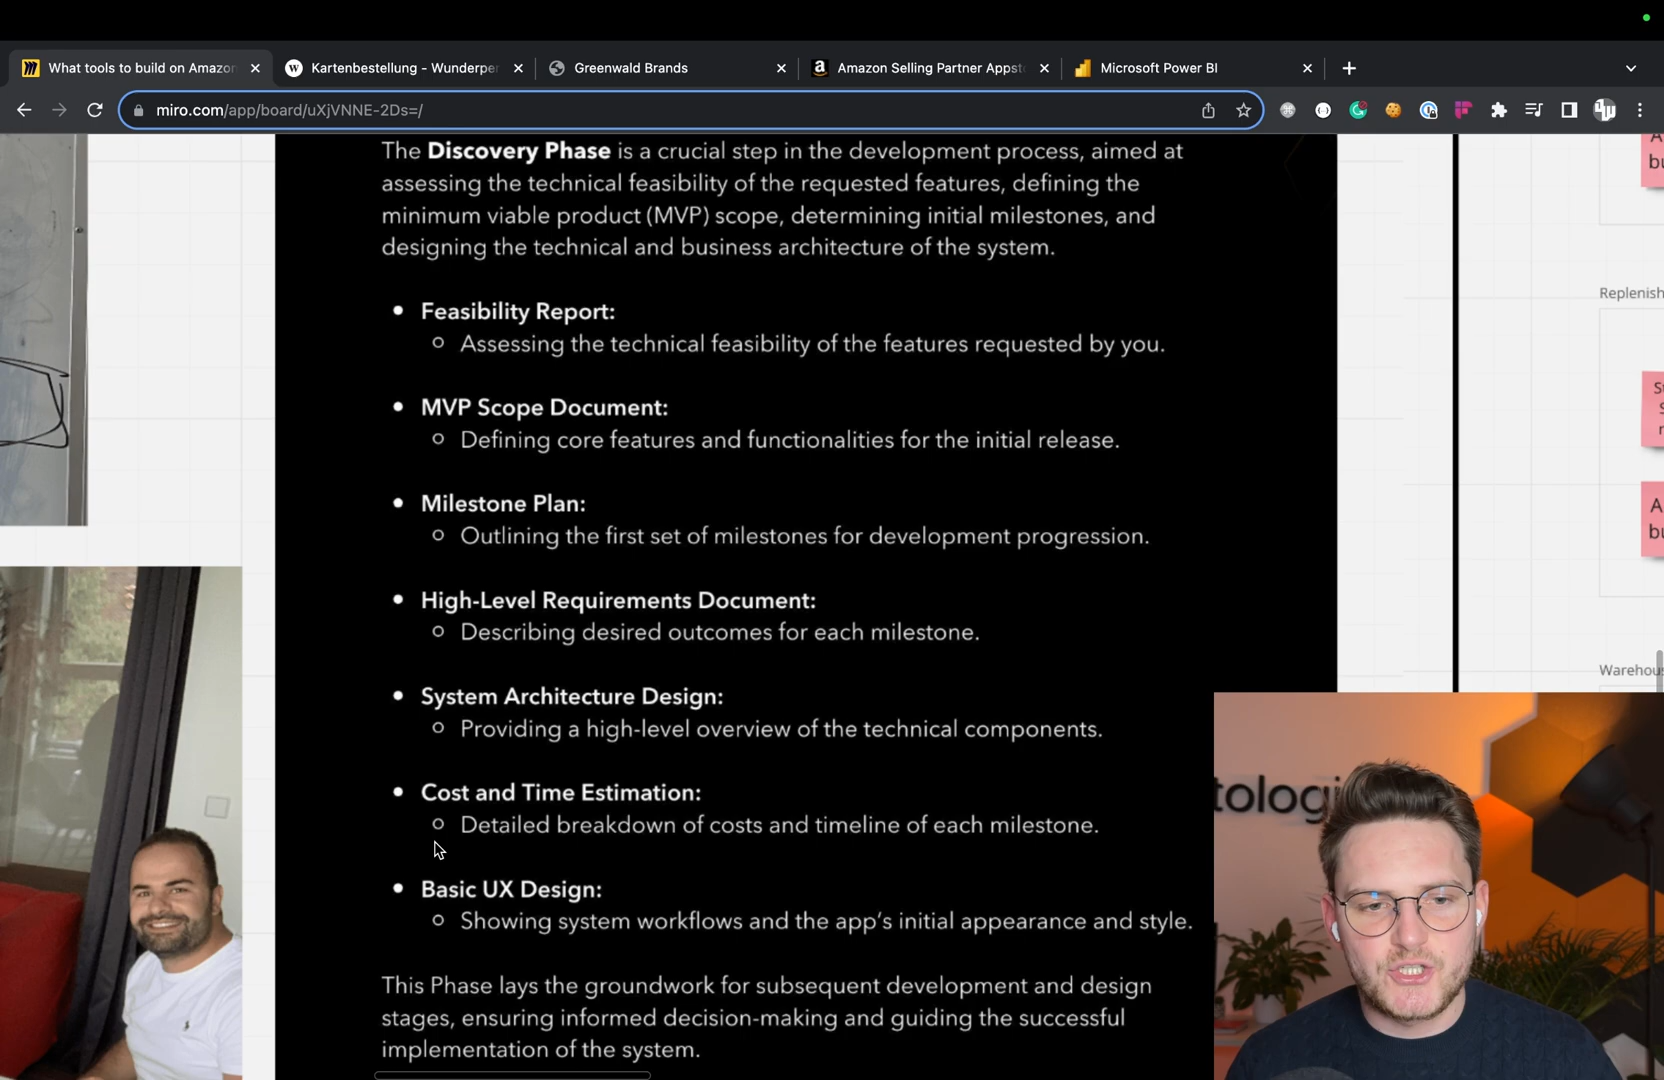 What tools to build on Amazon
Kartenbestellung - Wunderper
Greenwald Brands
Amazon Selling Partner Appst
Microsoft Power BI
miro.com/app/board/uXjVNNE-2Ds=/
The Discovery Phase is a crucial step in the development process, aimed at
assessing the technical feasibility of the requested features, defining the
minimum viable product (MVP) scope, determining initial milestones, and
designing the technical and business architecture of the system.
• Feasibility Report:
○ Assessing the technical feasibility of the features requested by you.
• MVP Scope Document:
○ Defining core features and functionalities for the initial release.
• Milestone Plan:
○ Outlining the first set of milestones for development progression.
• High-Level Requirements Document:
○ Describing desired outcomes for each milestone.
• System Architecture Design:
○ Providing a high-level overview of the technical components.
• Cost and Time Estimation:
○ Detailed breakdown of costs and timeline of each milestone.
• Basic UX Design:
○ Showing system workflows and the app's initial appearance and style.
This Phase lays the groundwork for subsequent development and design
stages, ensuring informed decision-making and guiding the successful
implementation of the system.
bu
Replenish
A
bu
Warehou
tologi